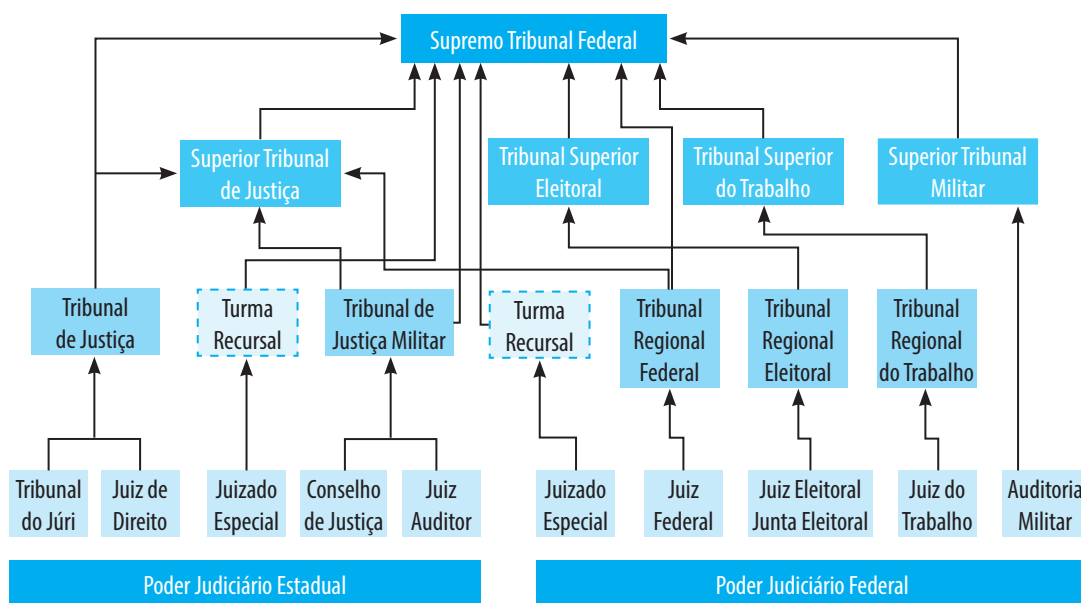 Supremo Tribunal Federal
Superior Tribunal
de Justiça
Tribunal Superior
Eleitoral
Tribunal Superior
do Trabalho
Superior Tribunal
Militar
Tribunal
de Justiça
Turma
Recursal
Tribunal de
Justiça Militar
Turma
Recursal
Tribunal
Regional
Federal
Tribunal
Regional
Eleitoral
Tribunal
Regional
do Trabalho
Tribunal
do Júri
Juiz de
Direito
Juizado
Especial
Conselho
de Justiça
Juiz
Auditor
Juizado
Especial
Juiz
Federal
Juiz Eleitoral
Junta Eleitoral
Juiz do
Trabalho
Auditoria
Militar
Poder Judiciário Estadual
Poder Judiciário Federal